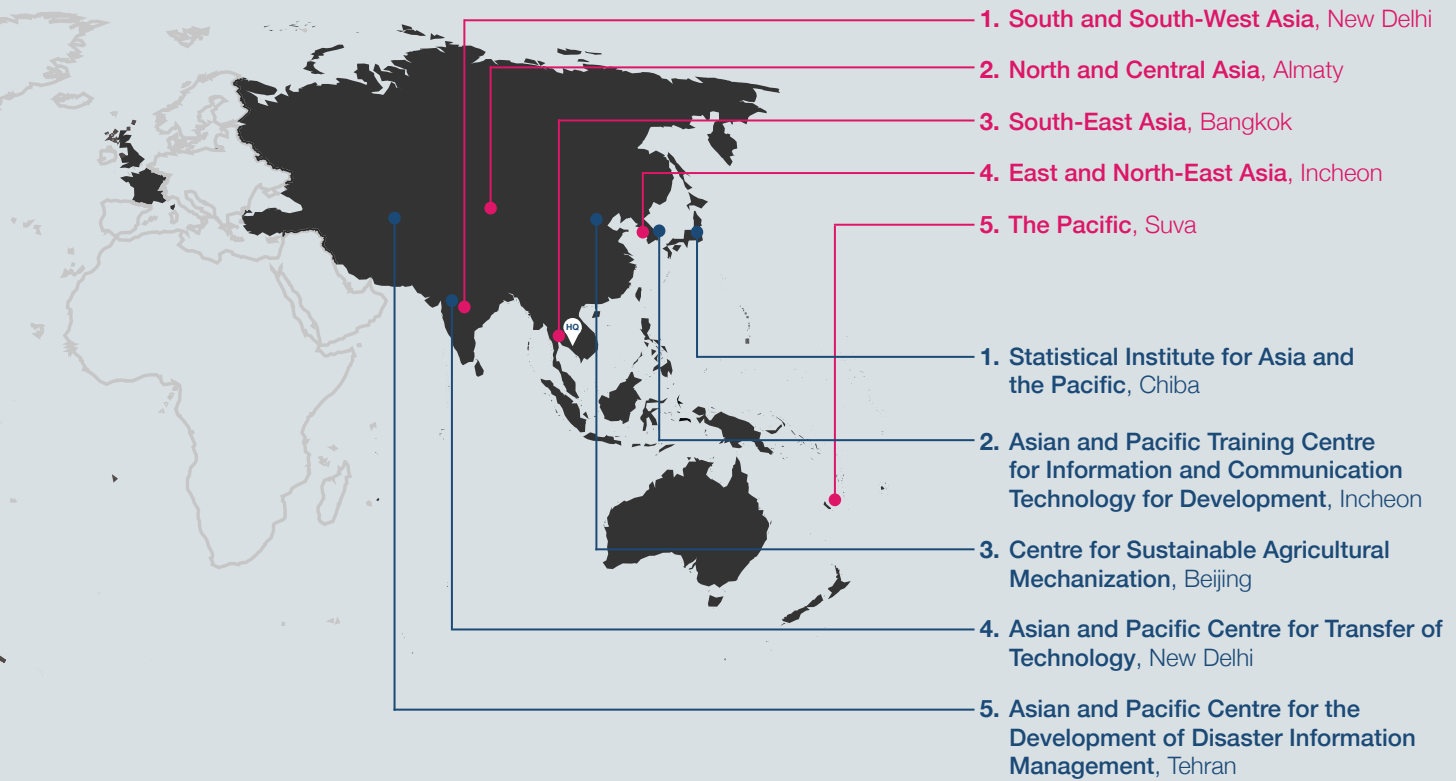 1. South and South-West Asia, New Delhi
2. North and Central Asia, Almaty
3. South-East Asia, Bangkok
4. East and North-East Asia, Incheon
5. The Pacific, Suva
HQ
1. Statistical Institute for Asia and
the Pacific, Chiba
2. Asian and Pacific Training Centre
for Information and Communication
Technology for Development, Incheon
3. Centre for Sustainable Agricultural
Mechanization, Beijing
4. Asian and Pacific Centre for Transfer of
Technology, New Delhi
5. Asian and Pacific Centre for the
Development of Disaster Information
Management, Tehran